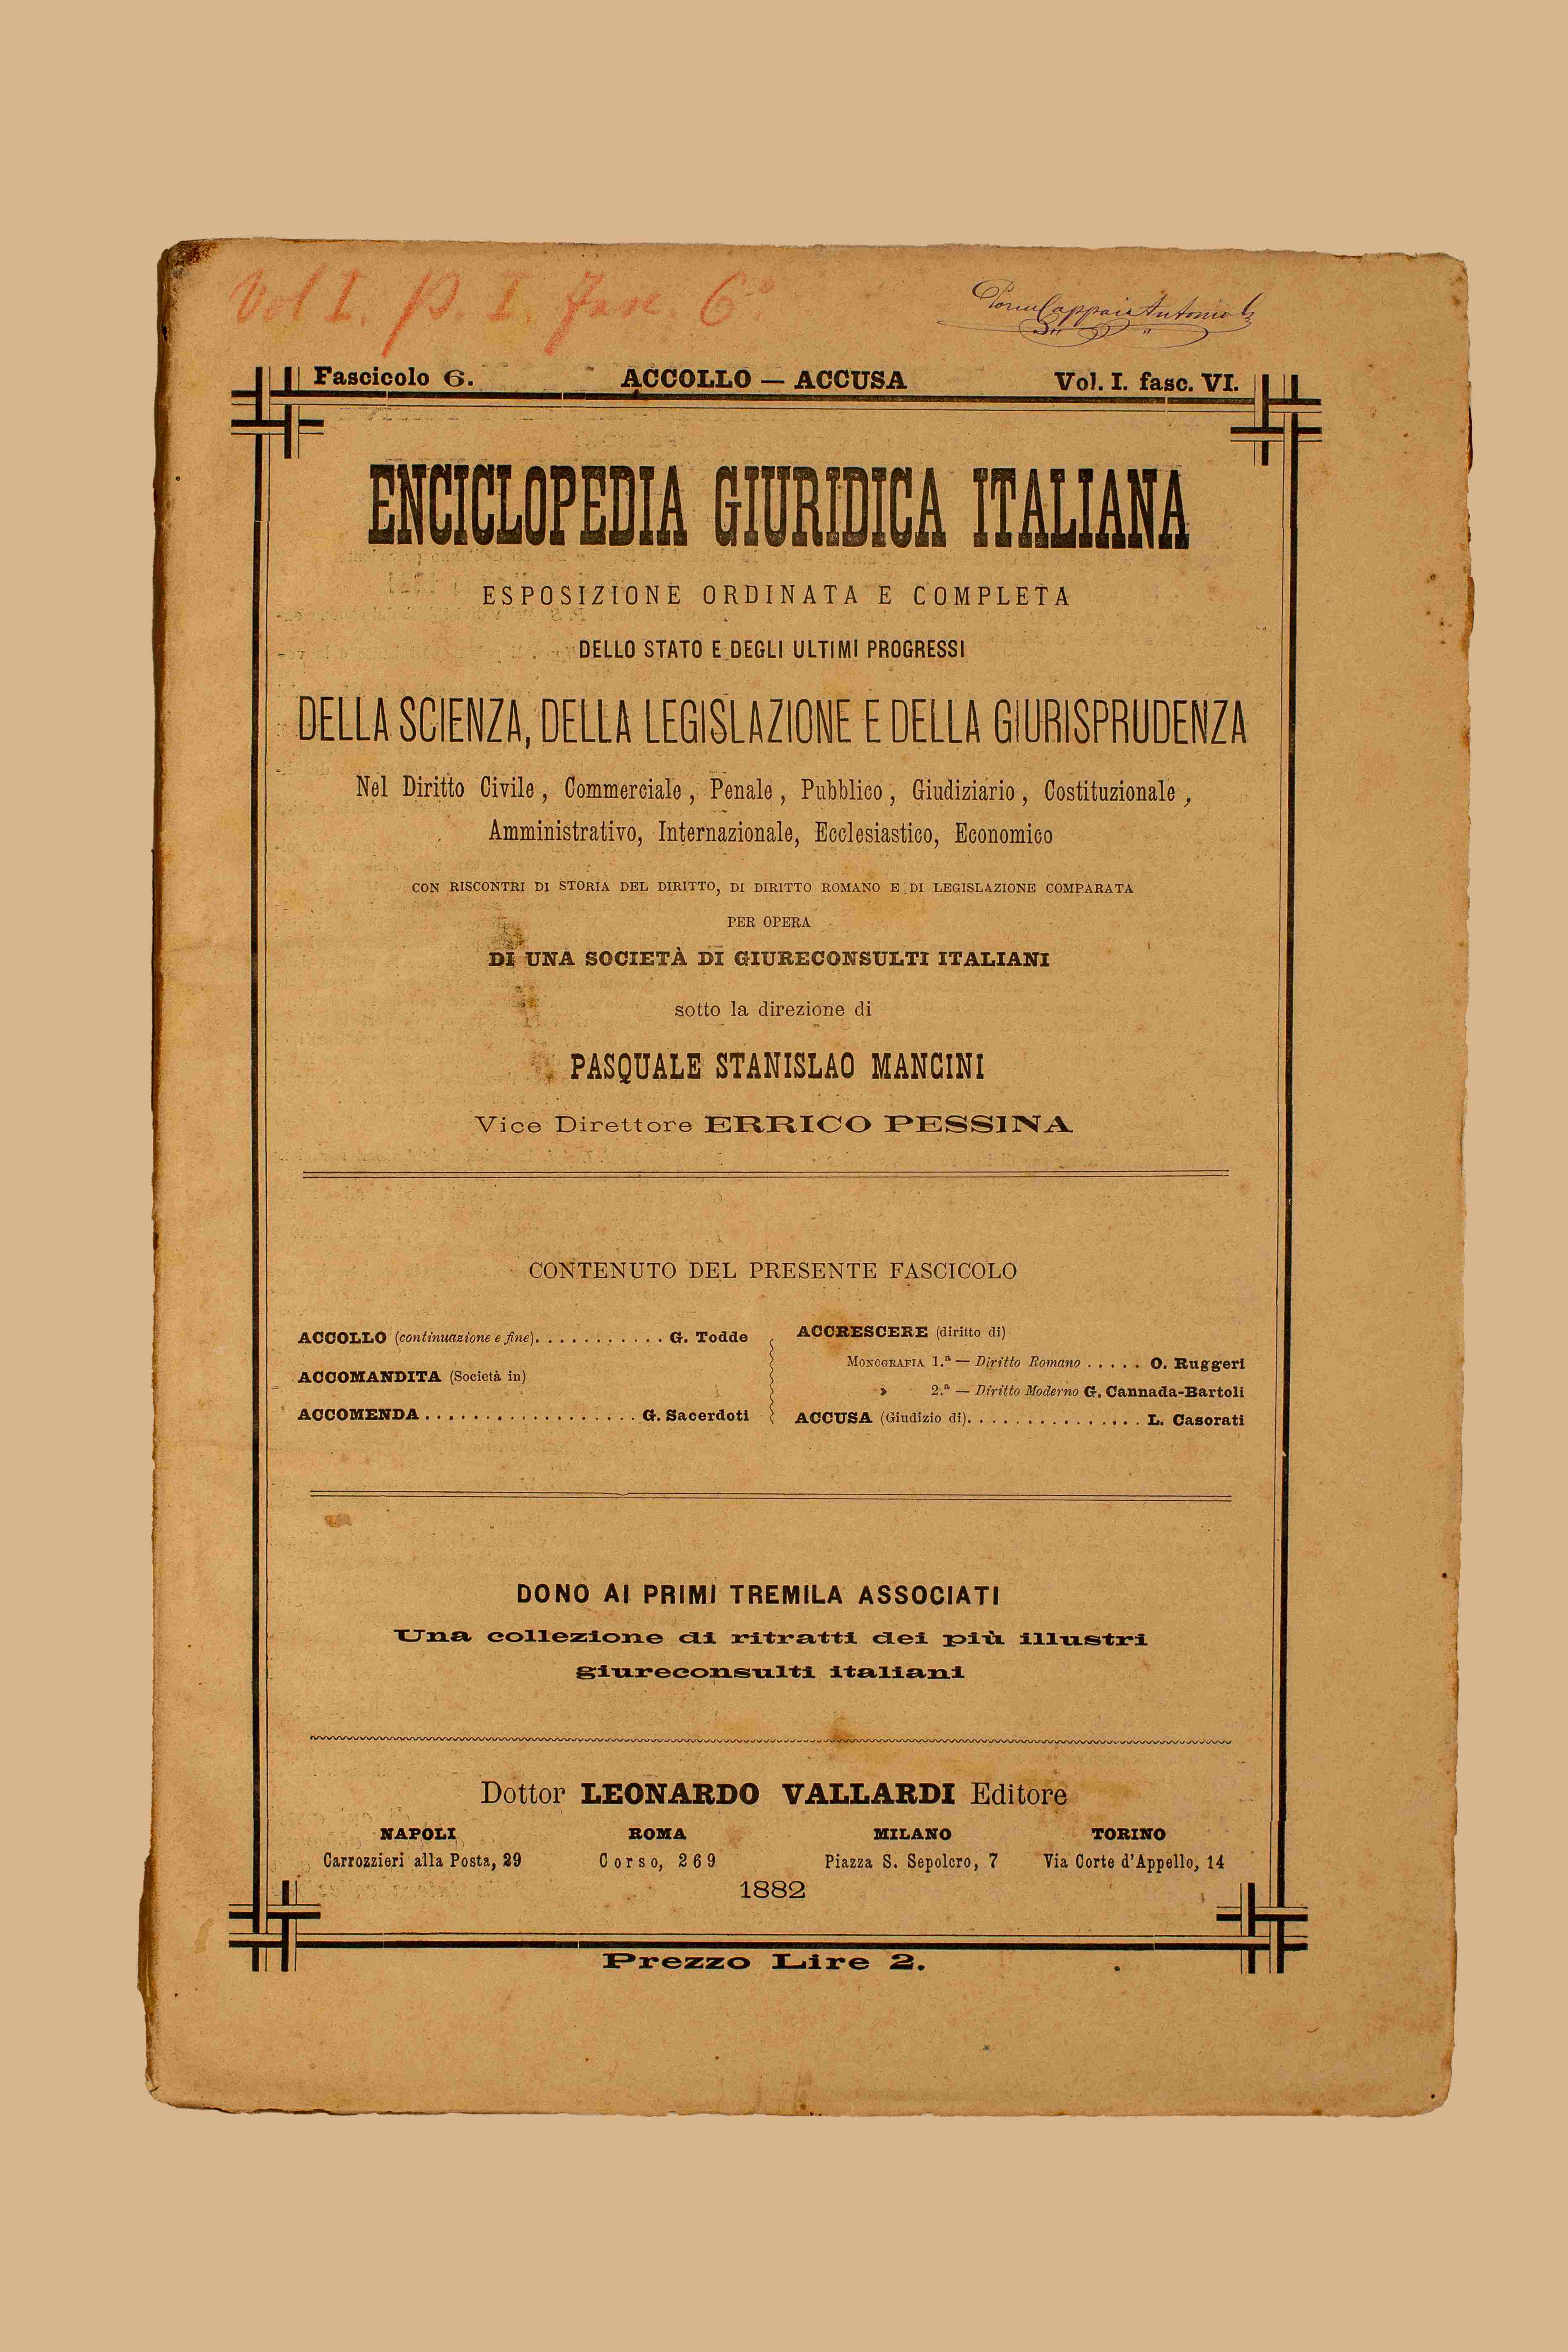 Vol I. P. I. Fasc. 6º.
Antonio
Fascicolo 6. ACCOLLO — ACCUSA Vol. I. fasc. VI.
ENCICLOPEDIA GIURIDICA ITALIANA
ESPOSIZIONE ORDINATA E COMPLETA
DELLO STATO E DEGLI ULTIMI PROGRESSI
DELLA SCIENZA, DELLA LEGISLAZIONE E DELLA GIURISPRUDENZA
Nel Diritto Civile, Commerciale, Penale, Pubblico, Giudiziario, Costituzionale,
Amministrativo, Internazionale, Ecclesiastico, Economico
CON RISCONTRI DI STORIA DEL DIRITTO, DI DIRITTO ROMANO E DI LEGISLAZIONE COMPARATA
PER OPERA
DI UNA SOCIETÀ DI GIURECONSULTI ITALIANI
sotto la direzione di
PASQUALE STANISLAO MANCINI
Vice Direttore ERRICO PESSINA
CONTENUTO DEL PRESENTE FASCICOLO
ACCOLLO (continuazione e fine). . . . . . . . . . . G. Todde
ACCOMANDITA (Società in)
ACCOMENDA . . . . . . . . . . . . . . . . . . G. Sacerdoti
ACCRESCERE (diritto di)
MONOGRAFIA 1.ª — Diritto Romano . . . . . O. Ruggeri
» 2.ª — Diritto Moderno G. Cannada-Bartoli
ACCUSA (Giudizio di). . . . . . . . . . . . . . . L. Casorati
DONO AI PRIMI TREMILA ASSOCIATI
Una collezione di ritratti dei più illustri
giureconsulti italiani
Dottor LEONARDO VALLARDI Editore
NAPOLI ROMA MILANO TORINO
Carrozzieri alla Posta, 29 Corso, 269 Piazza S. Sepolcro, 7 Via Corte d'Appello, 14
1882
Prezzo Lire 2.